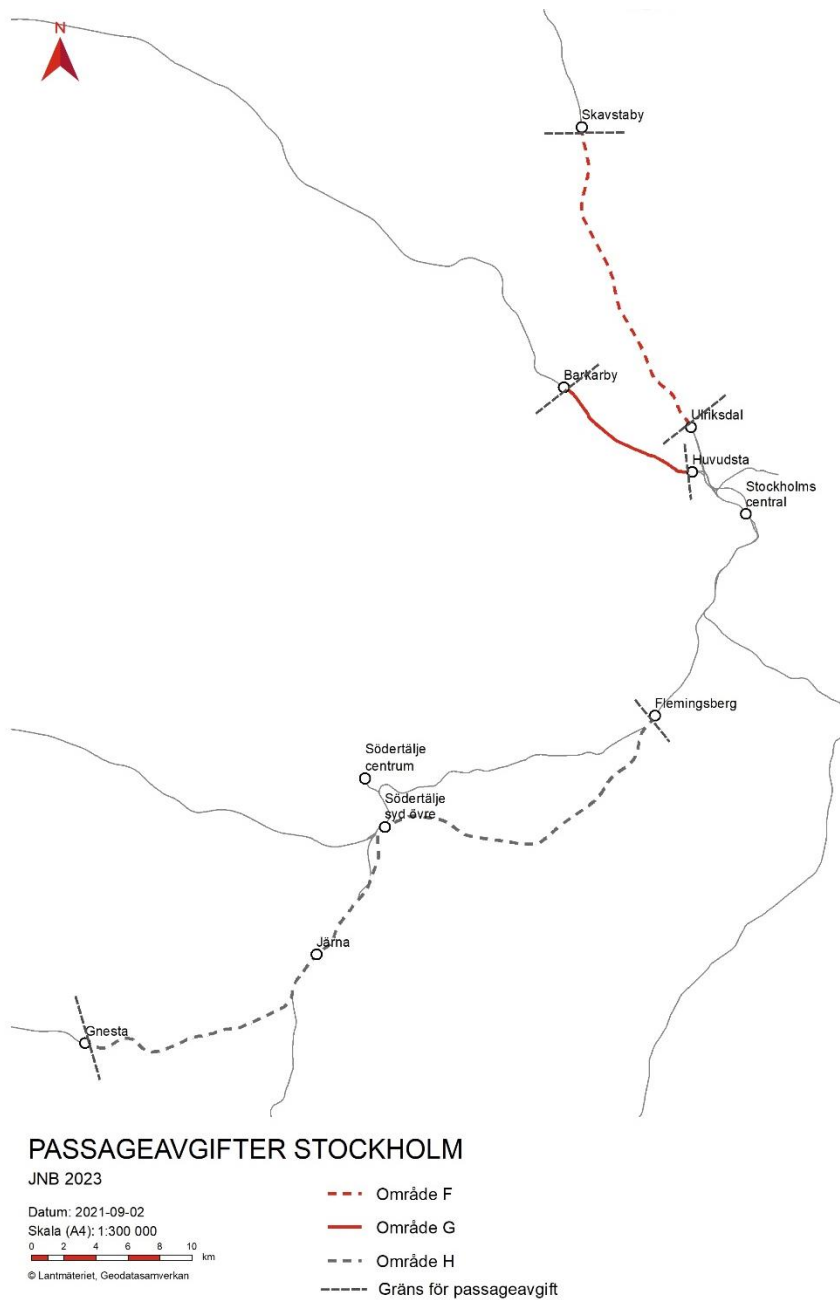 N
Skavstaby
Barkarby
Ulriksdal
Huvudsta
Stockholms
central
Flemingsberg
Södertälje
centrum
Södertälje
syd övre
Järna
Gnesta
PASSAGEAVGIFTER STOCKHOLM
JNB 2023
Datum: 2021-09-02
Skala (A4): 1:300 000
0 2 4 6 8 10
km
© Lantmäteriet, Geodatasamverkan
Område F
Område G
Område H
Gräns för passageavgift